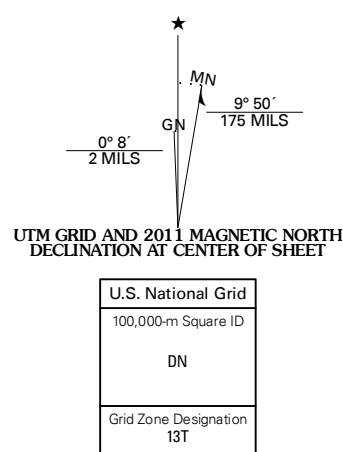 ★
MN
GN
9° 50´
175 MILS
0° 8´
2 MILS
UTM GRID AND 2011 MAGNETIC NORTH
DECLINATION AT CENTER OF SHEET
U.S. National Grid
100,000-m Square ID
DN
Grid Zone Designation
13T